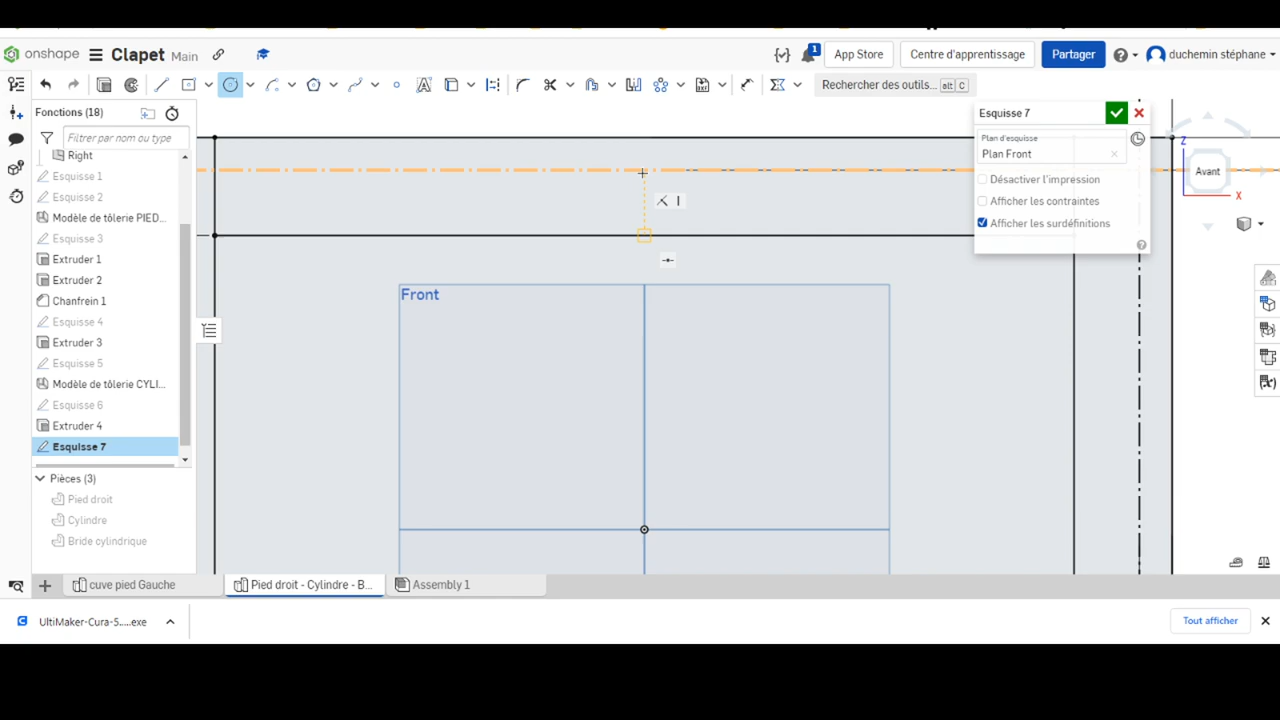 onshape Clapet Main App Store Centre d'apprentissage Partager duchemin stéphane
1
Rechercher des outils... alt C
Fonctions (18)
Filtrer par nom ou type
Right
Esquisse 1
Esquisse 2
Modèle de tôlerie PIED...
Esquisse 3
Extruder 1
Extruder 2
Chanfrein 1
Esquisse 4
Extruder 3
Esquisse 5
Modèle de tôlerie CYLI...
Esquisse 6
Extruder 4
Esquisse 7
Pièces (3)
Pied droit
Cylindre
Bride cylindrique
Front
Esquisse 7
Plan d'esquisse
Plan Front
Désactiver l'impression
Afficher les contraintes
Afficher les surdéfinitions
Z
Avant
X
cuve pied Gauche Pied droit - Cylindre - B... Assembly 1
UltiMaker-Cura-5.....exe Tout afficher